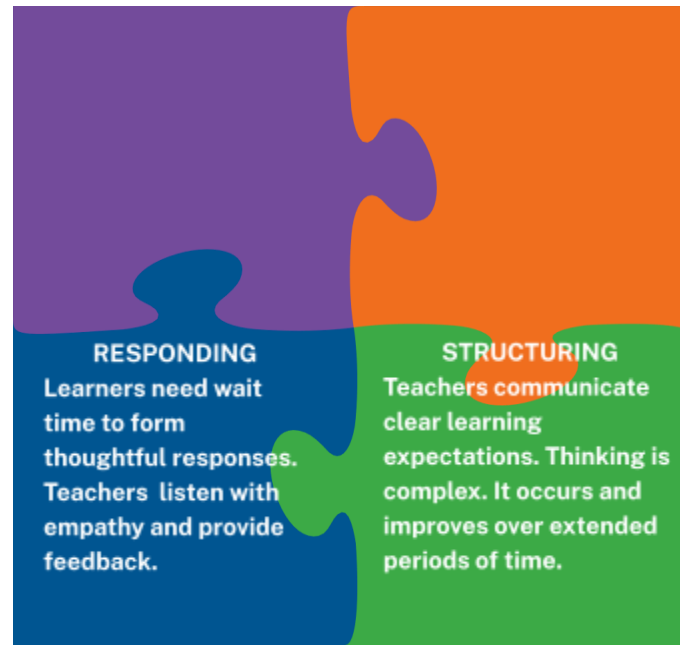 RESPONDING
Learners need wait
time to form
thoughtful responses.
Teachers  listen with
empathy and provide
feedback.
STRUCTURING
Teachers communicate
clear learning
expectations. Thinking is
complex. It occurs and
improves over extended
periods of time.